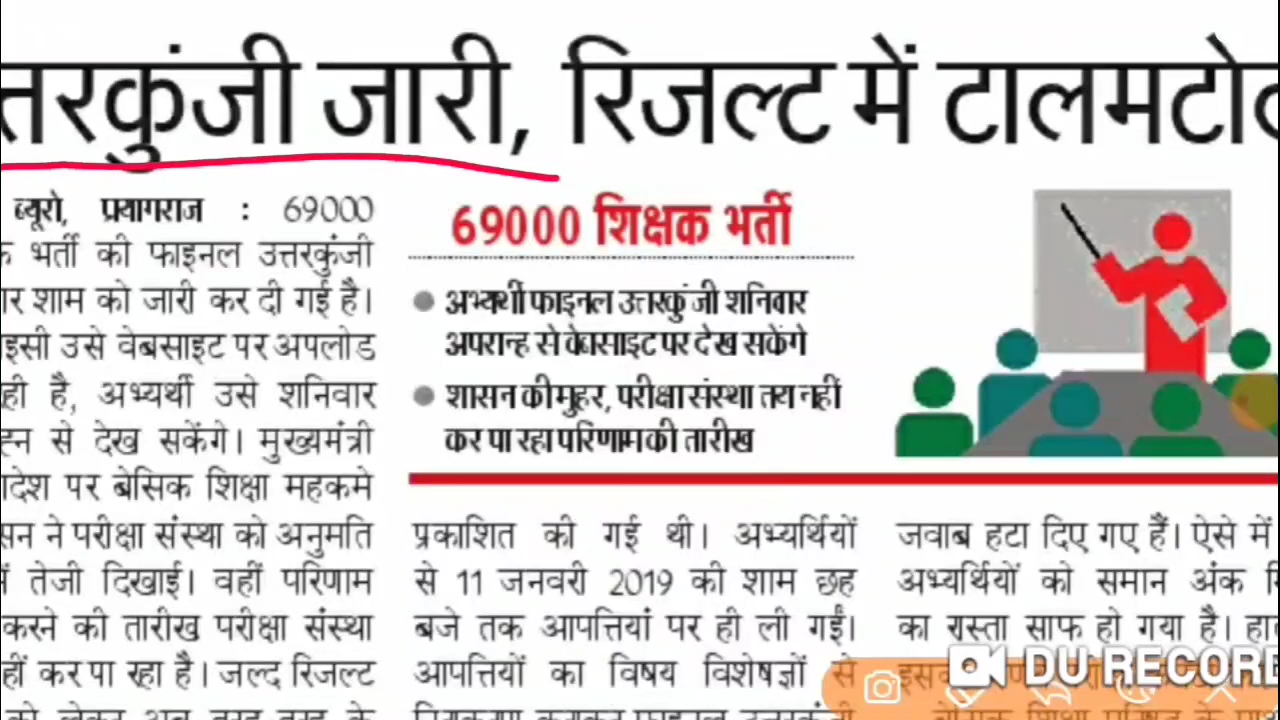 त्तरकुंजी जारी, रिजल्ट में टालमटोल
ब्यूरो, प्रयागराज : 69000
क भर्ती की फाइनल उत्तरकुंजी
ार शाम को जारी कर दी गई है।
इसी उसे वेबसाइट पर अपलोड
ही है, अभ्यर्थी उसे शनिवार
ह्न से देख सकेंगे। मुख्यमंत्री
ादेश पर बेसिक शिक्षा महकमे
सन ने परीक्षा संस्था को अनुमति
तेजी दिखाई। वहीं परिणाम
करने की तारीख परीक्षा संस्था
हीं कर पा रहा है। जल्द रिजल्ट
69000 शिक्षक भर्ती
● अभ्यर्थी फाइनल उत्तरकुंजी शनिवार
अपरान्ह से वेबसाइट पर देख सकेंगे
● शासन की मुहर, परीक्षा संस्था तय नहीं
कर पा रहा परिणाम की तारीख
प्रकाशित की गई थी। अभ्यर्थियों
से 11 जनवरी 2019 की शाम छह
बजे तक आपत्तियां पर ही ली गईं।
आपत्तियों का विषय विशेषज्ञों से
जवाब हटा दिए गए हैं। ऐसे में
अभ्यर्थियों को समान अंक
का रास्ता साफ हो गया है।
DU RECORD